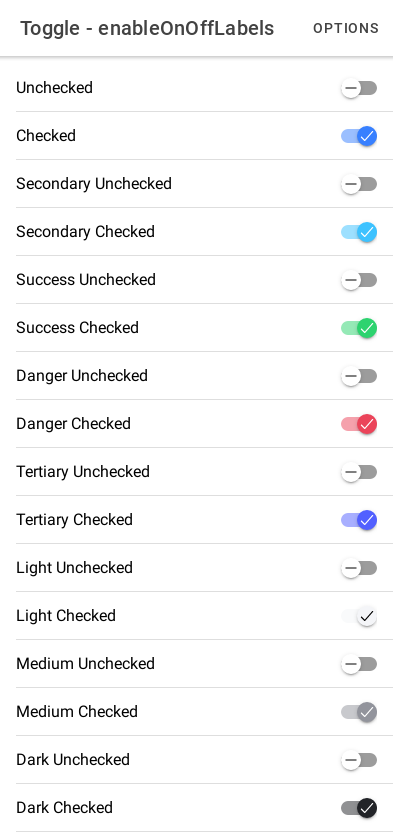 Toggle - enableOnOffLabels OPTIONS
Unchecked
Checked
Secondary Unchecked
Secondary Checked
Success Unchecked
Success Checked
Danger Unchecked
Danger Checked
Tertiary Unchecked
Tertiary Checked
Light Unchecked
Light Checked
Medium Unchecked
Medium Checked
Dark Unchecked
Dark Checked